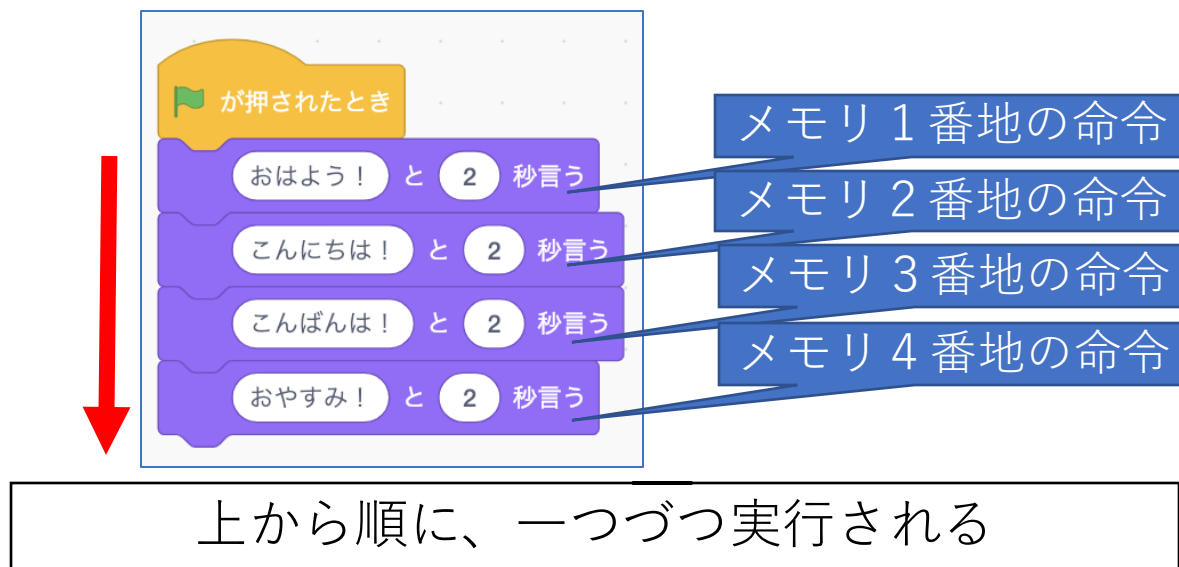 が押されたとき
おはよう！ と 2 秒言う
メモリ１番地の命令
こんにちは！ と 2 秒言う
メモリ２番地の命令
こんばんは！ と 2 秒言う
メモリ３番地の命令
おやすみ！ と 2 秒言う
メモリ４番地の命令
上から順に、一つづつ実行される